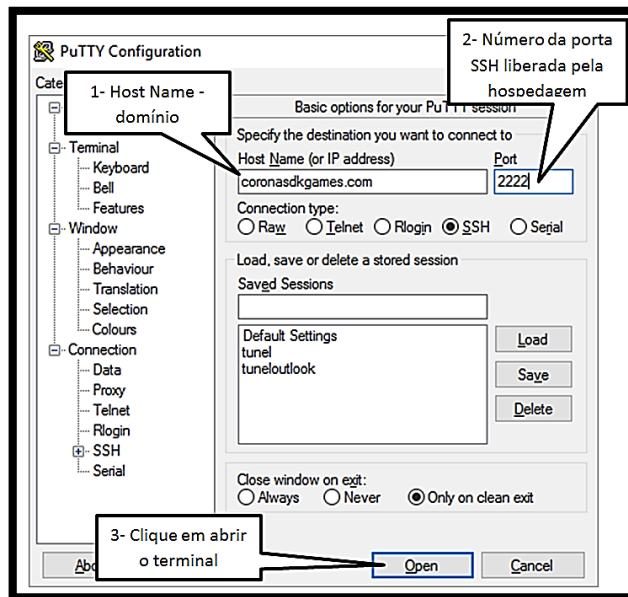 PuTTY Configuration
2- Número da porta
SSH liberada pela
hospedagem
1- Host Name -
domínio
Basic options for your PuTTY session
Terminal
Keyboard
Bell
Features
Window
Appearance
Behaviour
Translation
Selection
Colours
Connection
Data
Proxy
Telnet
Rlogin
SSH
Serial
Specify the destination you want to connect to
Host Name (or IP address) Port
coronasdkgames.com 2222
Connection type:
Raw Telnet Rlogin SSH Serial
Load, save or delete a stored session
Saved Sessions
Default Settings
tunel
tuneloutlook
Load
Save
Delete
Close window on exit:
Always Never Only on clean exit
3- Clique em abrir
o terminal
Open Cancel